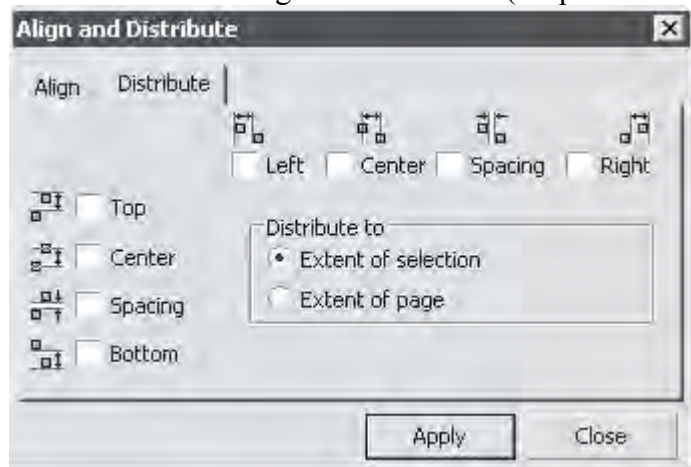 Align and Distribute
Align Distribute
Left Center Spacing Right
Top
Distribute to
Center
Extent of selection
Spacing
Extent of page
Bottom
Apply Close